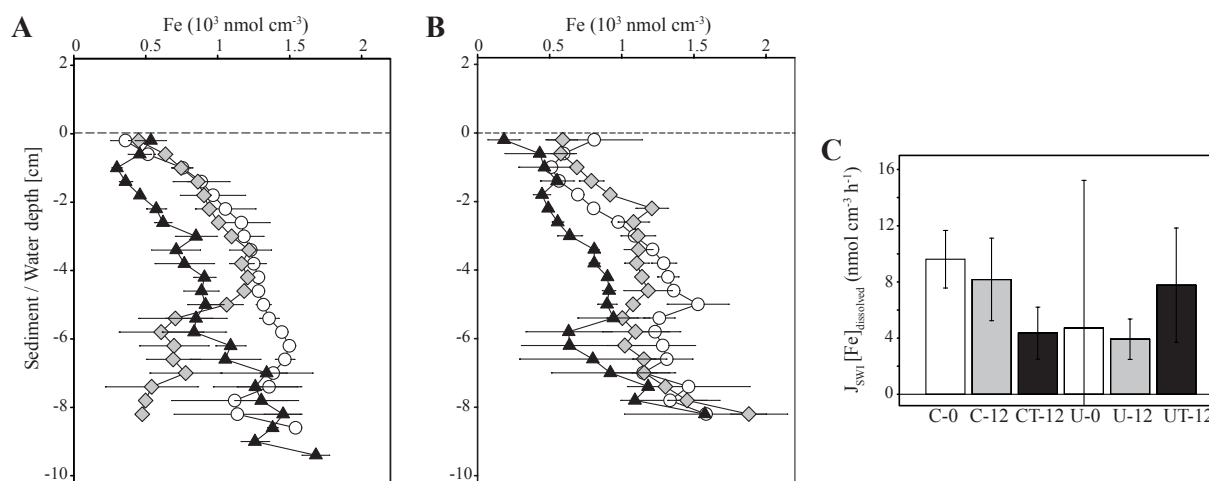 A
Fe (10³ nmol cm⁻³)
0 0.5 1 1.5 2
2
0
-2
-4
-6
-8
-10
Sediment / Water depth [cm]
B
Fe (10³ nmol cm⁻³)
0 0.5 1 1.5 2
2
0
-2
-4
-6
-8
-10
C
J_SWI [Fe]_dissolved (nmol cm⁻³ h⁻¹)
16
12
8
4
0
C-0 C-12 CT-12 U-0 U-12 UT-12